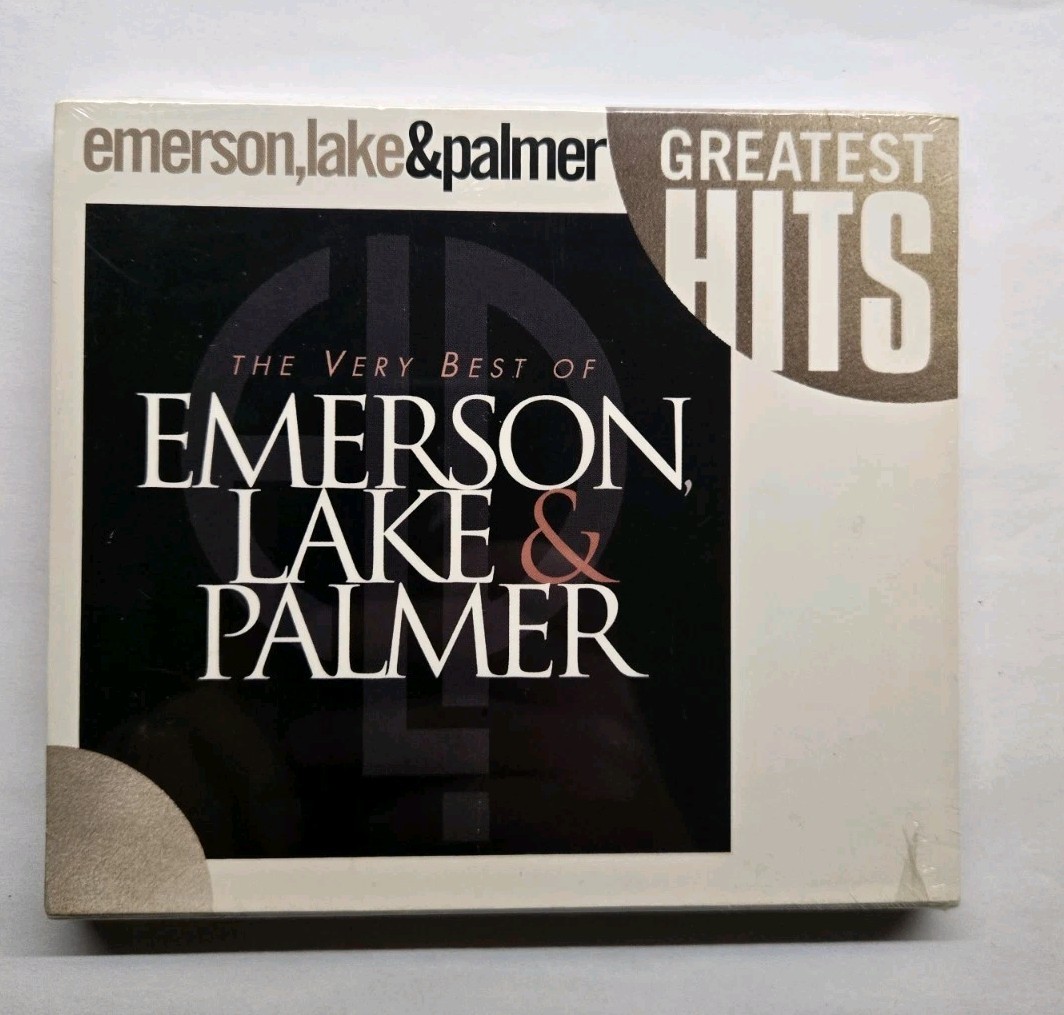 emerson,lake&palmer
GREATEST
HITS
THE VERY BEST OF
EMERSON,
LAKE &
PALMER